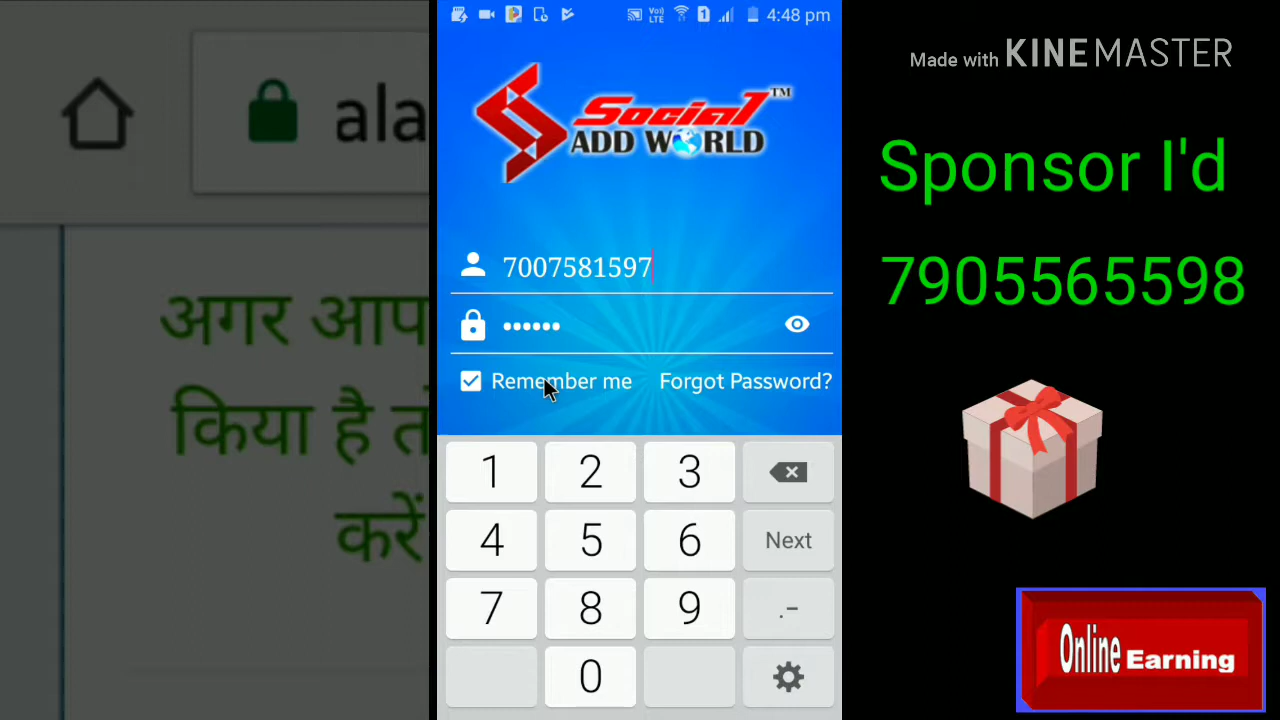 ala
अगर आप
किया है त
करें
4:48 pm
Social TM
ADD WORLD
7007581597
••••••
Remember me Forgot Password?
1 2 3
4 5 6 Next
7 8 9 .-
0
Made with KINEMASTER
Sponsor I'd
7905565598
Online Earning